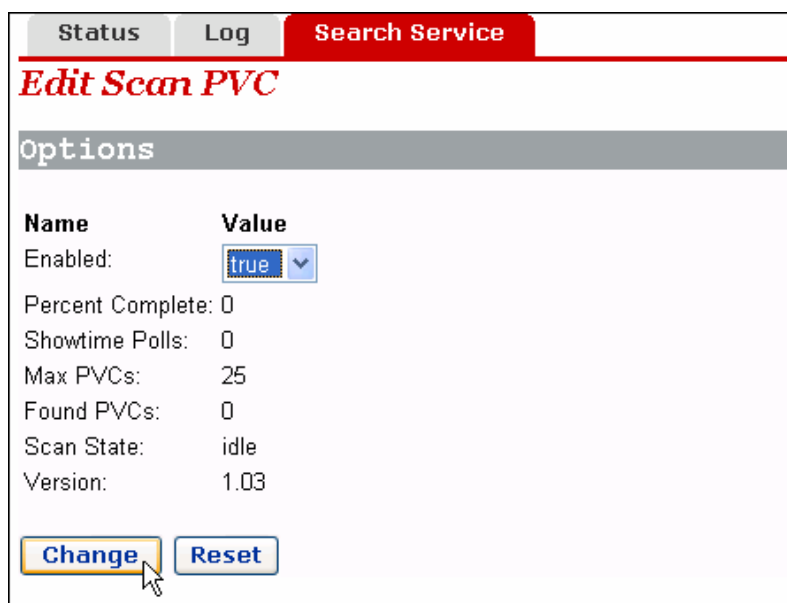 Status Log Search Service
Edit Scan PVC
Options
Name Value
Enabled: true
Percent Complete: 0
Showtime Polls: 0
Max PVCs: 25
Found PVCs: 0
Scan State: idle
Version: 1.03
Change Reset